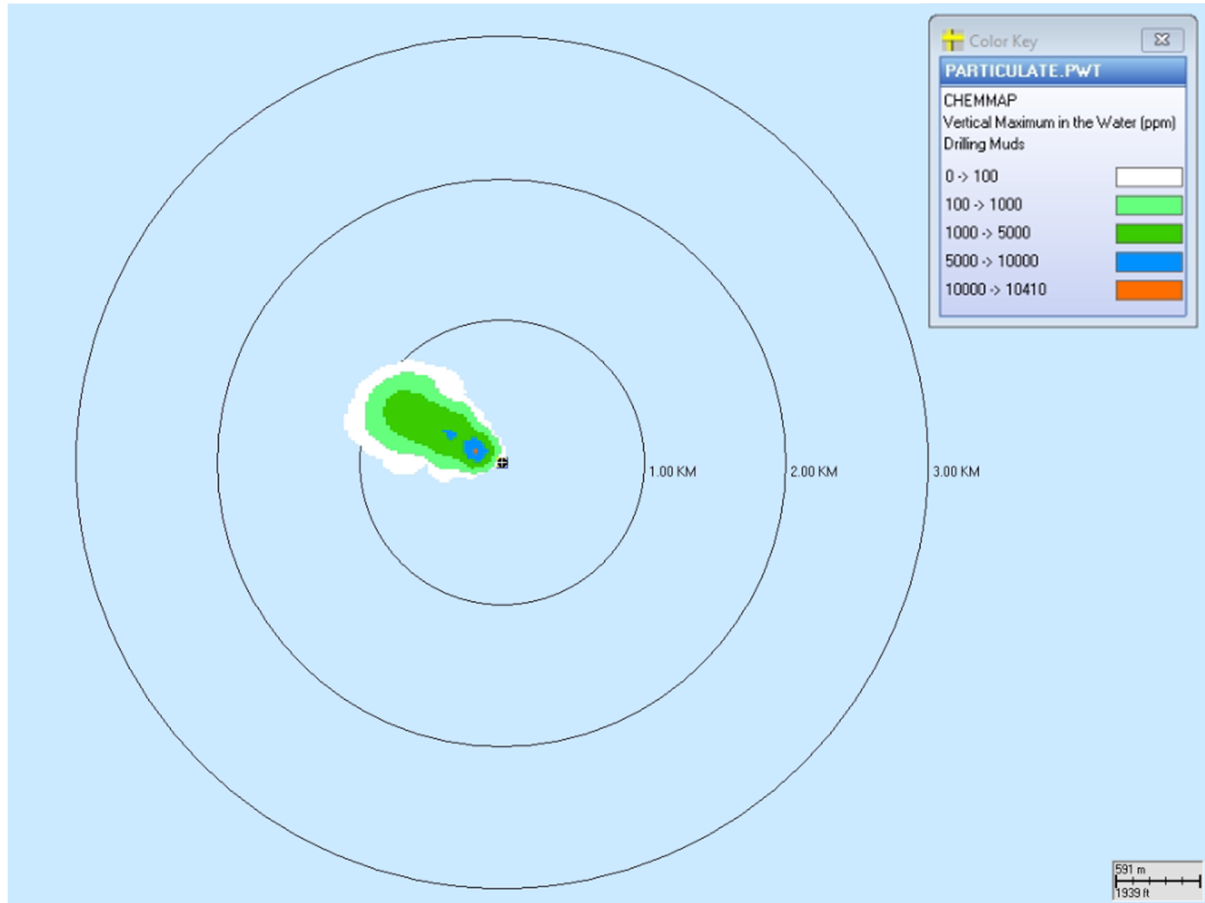 Color Key
PARTICULATE.PWT
CHEMMAP
Vertical Maximum in the Water (ppm)
Drilling Muds
0 -> 100
100 -> 1000
1000 -> 5000
5000 -> 10000
10000 -> 10410
1.00 KM
2.00 KM
3.00 KM
591 m
1939 ft